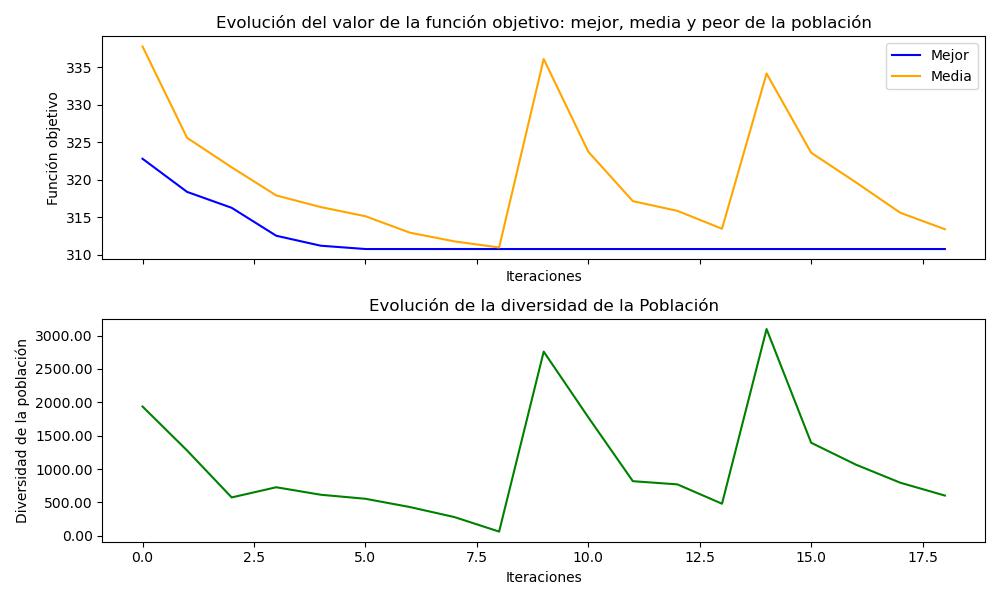 Evolución del valor de la función objetivo: mejor, media y peor de la población
Función objetivo
335
330
325
320
315
310
Mejor
Media
Iteraciones
Evolución de la diversidad de la Población
Diversidad de la población
3000.00
2500.00
2000.00
1500.00
1000.00
500.00
0.00
0.0 2.5 5.0 7.5 10.0 12.5 15.0 17.5
Iteraciones